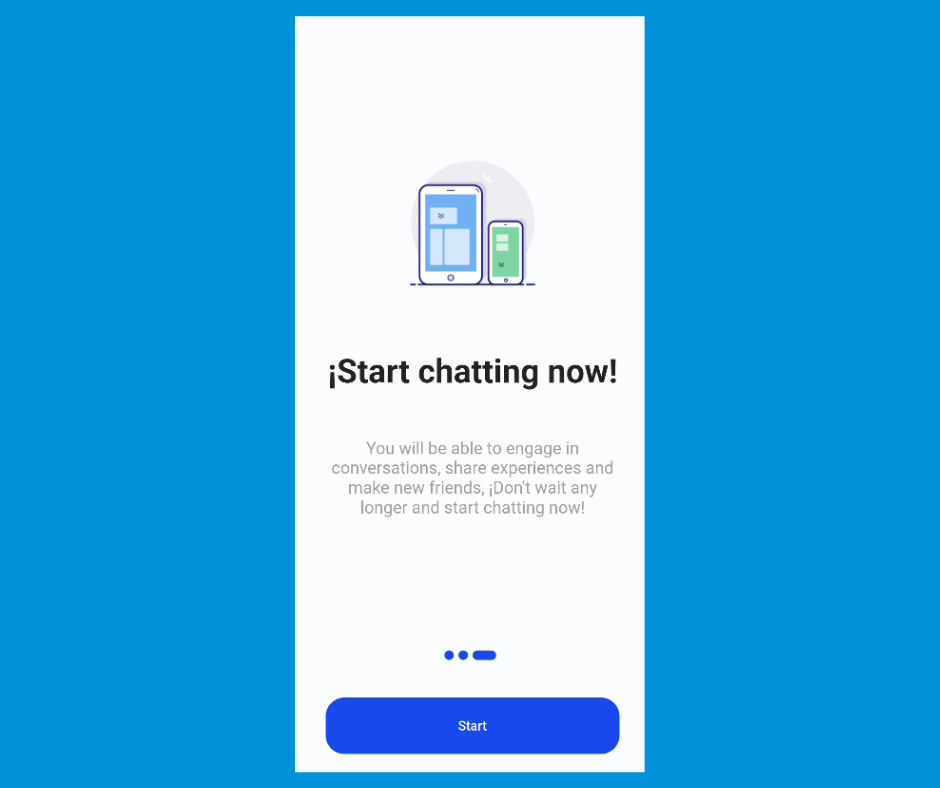 ¡Start chatting now!
You will be able to engage in
conversations, share experiences and
make new friends, ¡Don't wait any
longer and start chatting now!
Start